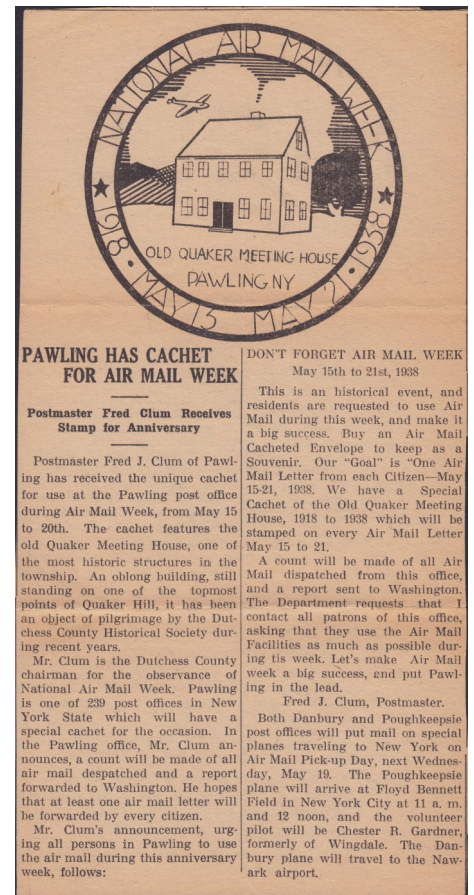 NATIONAL AIR MAIL WEEK
1918 · MAY 15 MAY 21 · 1938
OLD QUAKER MEETING HOUSE
PAWLING NY
PAWLING HAS CACHET
FOR AIR MAIL WEEK
Postmaster Fred Clum Receives
Stamp for Anniversary
Postmaster Fred J. Clum of Pawl-
ing has received the unique cachet
for use at the Pawling post office
during Air Mail Week, from May 15
to 20th. The cachet features the
old Quaker Meeting House, one of
the most historic structures in the
township. An oblong building, still
standing on one of the topmost
points of Quaker Hill, it has been
an object of pilgrimage by the Dut-
chess County Historical Society dur-
ing recent years.
Mr. Clum is the Dutchess County
chairman for the observance of
National Air Mail Week. Pawling
is one of 239 post offices in New
York State which will have a
special cachet for the occasion. In
the Pawling office, Mr. Clum an-
nounces, a count will be made of all
air mail despatched and a report
forwarded to Washington. He hopes
that at least one air mail letter will
be forwarded by every citizen.
Mr. Clum's announcement, urg-
ing all persons in Pawling to use
the air mail during this anniversary
week, follows:
DON'T FORGET AIR MAIL WEEK
May 15th to 21st, 1938
This is an historical event, and
residents are requested to use Air
Mail during this week, and make it
a big success. Buy an Air Mail
Cacheted Envelope to keep as a
Souvenir. Our "Goal" is "One Air
Mail Letter from each Citizen—May
15-21, 1938. We have a Special
Cachet of the Old Quaker Meeting
House, 1918 to 1938 which will be
stamped on every Air Mail Letter
May 15 to 21.
A count will be made of all Air
Mail dispatched from this office,
and a report sent to Washington.
The Department requests that I
contact all patrons of this office,
asking that they use the Air Mail
Facilities as much as possible dur-
ing tis week. Let's make Air Mail
week a big success, and put Pawl-
ing in the lead.
Fred J. Clum, Postmaster.
Both Danbury and Poughkeepsie
post offices will put mail on special
planes traveling to New York on
Air Mail Pick-up Day, next Wednes-
day, May 19. The Poughkeepsie
plane will arrive at Floyd Bennett
Field in New York City at 11 a. m.
and 12 noon, and the volunteer
pilot will be Chester R. Gardner,
formerly of Wingdale. The Dan-
bury plane will travel to the Naw-
ark airport.